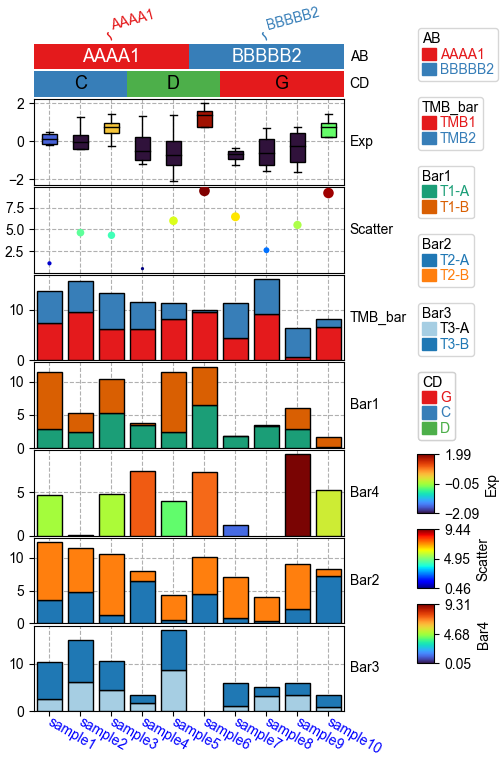 AAAA1 BBBBB2
AAAA1 BBBBB2 AB
C D G CD
2
0
−2
Exp
7.5
5.0
2.5
Scatter
10
0
TMB_bar
10
5
0
Bar1
5
0
Bar4
10
5
0
Bar2
10
0
Bar3
sample1 sample2 sample3 sample4 sample5 sample6 sample7 sample8 sample9 sample10
AB
AAAA1
BBBBB2
TMB_bar
TMB1
TMB2
Bar1
T1-A
T1-B
Bar2
T2-A
T2-B
Bar3
T3-A
T3-B
CD
G
C
D
1.99
−0.05
−2.09
Exp
9.44
4.95
0.46
Scatter
9.31
4.68
0.05
Bar4